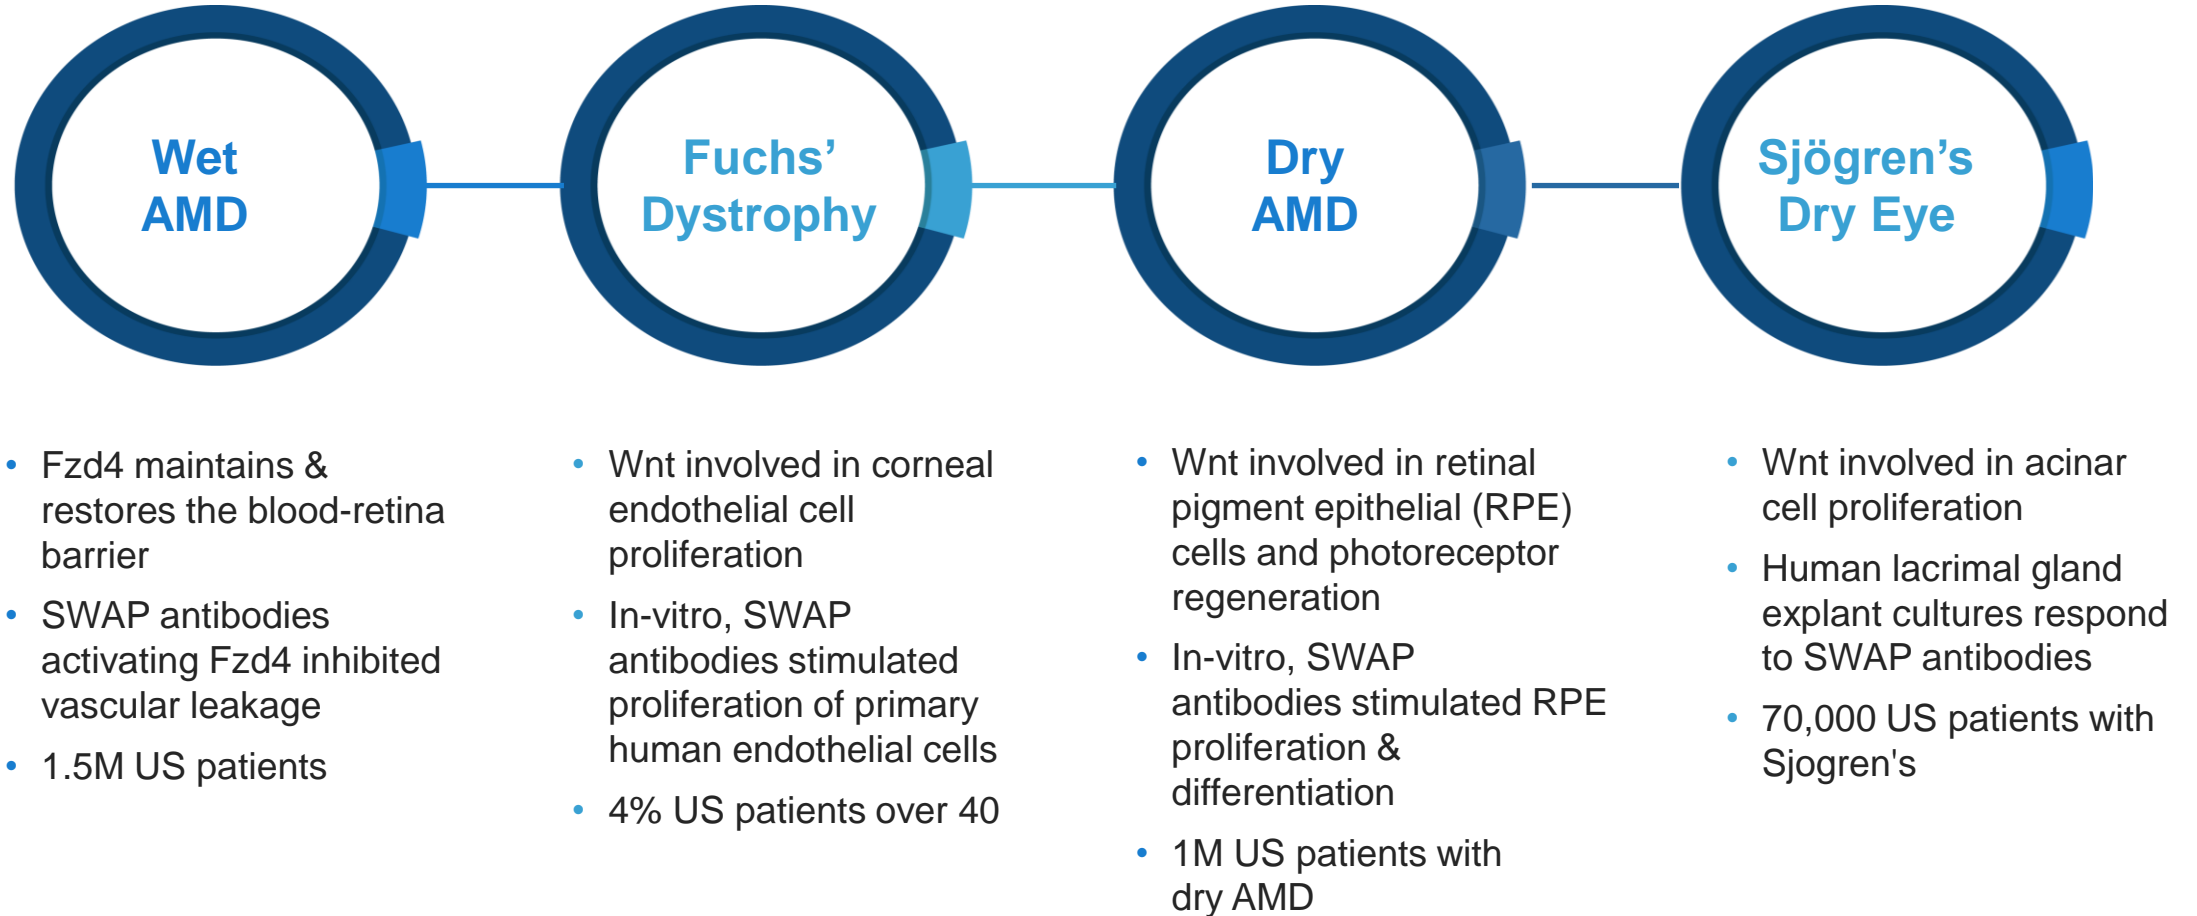 Wet
AMD
Fuchs’
Dystrophy
Dry
AMD
Sjögren’s
Dry Eye
• Fzd4 maintains &
restores the blood-retina
barrier
• SWAP antibodies
activating Fzd4 inhibited
vascular leakage
• 1.5M US patients
• Wnt involved in corneal
endothelial cell
proliferation
• In-vitro, SWAP
antibodies stimulated
proliferation of primary
human endothelial cells
• 4% US patients over 40
• Wnt involved in retinal
pigment epithelial (RPE)
cells and photoreceptor
regeneration
• In-vitro, SWAP
antibodies stimulated RPE
proliferation &
differentiation
• 1M US patients with
dry AMD
• Wnt involved in acinar
cell proliferation
• Human lacrimal gland
explant cultures respond
to SWAP antibodies
• 70,000 US patients with
Sjogren's